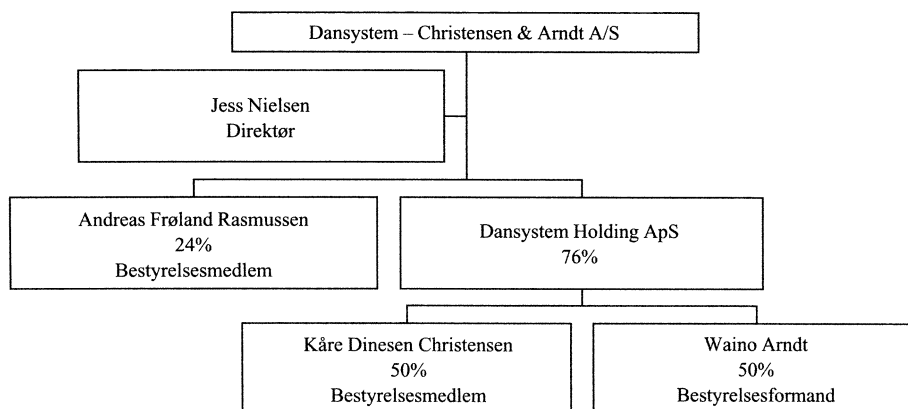 Dansystem – Christensen & Arndt A/S
Jess Nielsen
Direktør
Andreas Frøland Rasmussen
24%
Bestyrelsesmedlem
Dansystem Holding ApS
76%
Kåre Dinesen Christensen
50%
Bestyrelsesmedlem
Waino Arndt
50%
Bestyrelsesformand